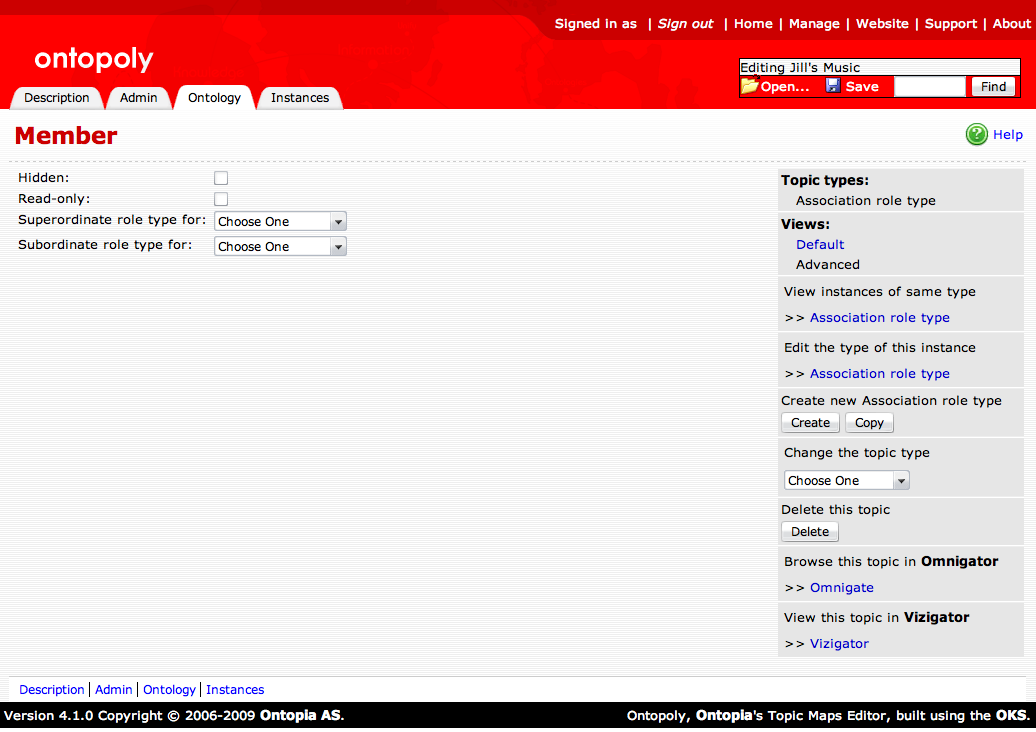 Signed in as | Sign out | Home | Manage | Website | Support | About
ontopoly
Editing Jill's Music
Open... Save Find
Description Admin Ontology Instances
Member
? Help
Hidden:
Read-only:
Superordinate role type for: Choose One
Subordinate role type for: Choose One
Topic types:
Association role type
Views:
Default
Advanced
View instances of same type
>> Association role type
Edit the type of this instance
>> Association role type
Create new Association role type
Create Copy
Change the topic type
Choose One
Delete this topic
Delete
Browse this topic in Omnigator
>> Omnigate
View this topic in Vizigator
>> Vizigator
Description | Admin | Ontology | Instances
Version 4.1.0 Copyright © 2006-2009 Ontopia AS. Ontopoly, Ontopia's Topic Maps Editor, built using the OKS.